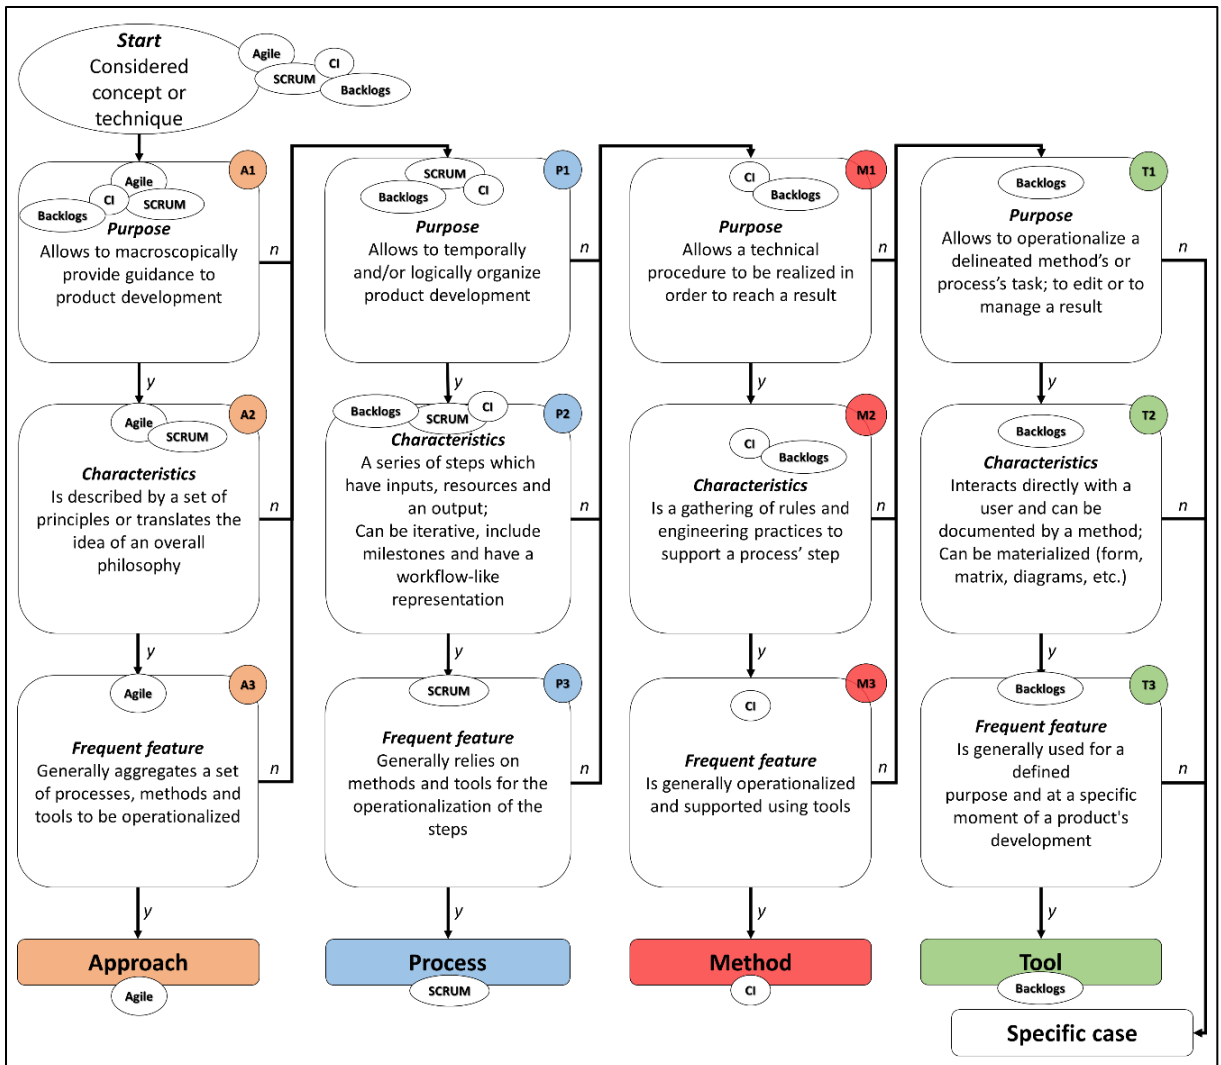 Start
Considered
concept or
technique
Agile
CI
SCRUM
Backlogs
A1
Agile
CI
SCRUM
Backlogs
Purpose
Allows to macroscopically
provide guidance to
product development
n
y
A2
Agile
SCRUM
Characteristics
Is described by a set of
principles or translates the
idea of an overall
philosophy
n
y
A3
Agile
Frequent feature
Generally aggregates a set
of processes, methods and
tools to be operationalized
n
y
Approach
Agile
P1
SCRUM
Backlogs
CI
Purpose
Allows to temporally
and/or logically organize
product development
n
y
P2
Backlogs
SCRUM
CI
Characteristics
A series of steps which
have inputs, resources and
an output;
Can be iterative, include
milestones and have a
workflow-like
representation
n
y
P3
SCRUM
Frequent feature
Generally relies on
methods and tools for the
operationalization of the
steps
n
y
Process
SCRUM
M1
CI
Backlogs
Purpose
Allows a technical
procedure to be realized in
order to reach a result
n
y
M2
CI
Backlogs
Characteristics
Is a gathering of rules and
engineering practices to
support a process’ step
n
y
M3
CI
Frequent feature
Is generally operationalized
and supported using tools
n
y
Method
CI
T1
Backlogs
Purpose
Allows to operationalize a
delineated method’s or
process’s task; to edit or to
manage a result
n
y
T2
Backlogs
Characteristics
Interacts directly with a
user and can be
documented by a method;
Can be materialized (form,
matrix, diagrams, etc.)
n
y
T3
Backlogs
Frequent feature
Is generally used for a
defined
purpose and at a specific
moment of a product's
development
n
y
Tool
Backlogs
Specific case